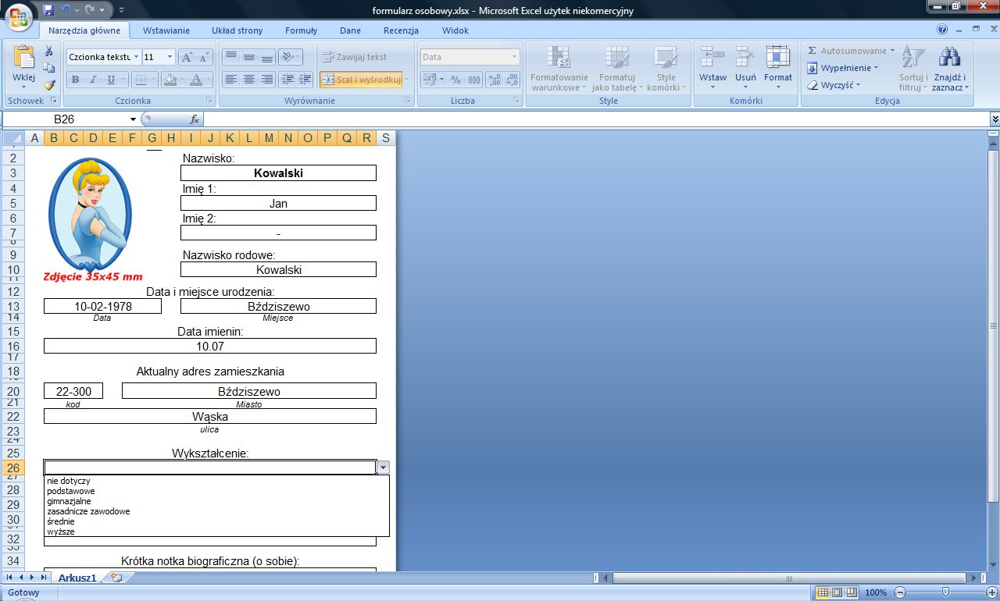 formularz osobowy.xlsx - Microsoft Excel użytek niekomercyjny
Narzędzia główne Wstawianie Układ strony Formuły Dane Recenzja Widok
Wklej
Czcionka tekstu 11
Zawijaj tekst
Data
Formatowanie warunkowe
Formatuj jako tabelę
Style komórki
Wstaw Usuń Format
Autosumowanie
Wypełnienie
Wyczyść
Sortuj i filtruj
Znajdź i zaznacz
B I U
Scal i wyśrodkuj
% 000
Schowek Czcionka Wyrównanie Liczba Style Komórki Edycja
B26 fx
A B C D E F G H I J K L M N O P Q R S
2 Nazwisko:
3 Kowalski
4 Imię 1:
5 Jan
6 Imię 2:
7 -
8
9 Nazwisko rodowe:
10 Kowalski
Zdjęcie 35x45 mm
11
12 Data i miejsce urodzenia:
13 10-02-1978 Bździszewo
14 Data Miejsce
15 Data imienin:
16 10.07
17
18 Aktualny adres zamieszkania
20 22-300 Bździszewo
21 kod Miasto
22 Wąska
23 ulica
24
25 Wykształcenie:
26
27 nie dotyczy
28 podstawowe
gimnazjalne
29 zasadnicze zawodowe
30 średnie
31 wyższe
32
33
34 Krótka notka biograficzna (o sobie):
Arkusz1
Gotowy 100%